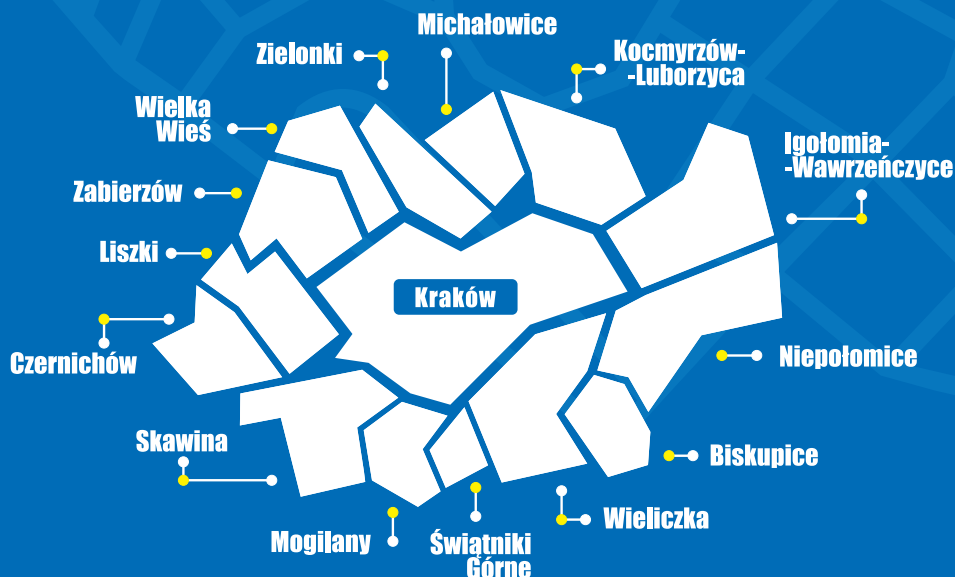 Michałowice
Zielonki
Kocmyrzów-
-Luborzyca
Wielka
Wieś
Igołomia-
-Wawrzeńczyce
Zabierzów
Liszki
Kraków
Czernichów
Niepołomice
Skawina
Biskupice
Wieliczka
Mogilany
Świątniki
Górne